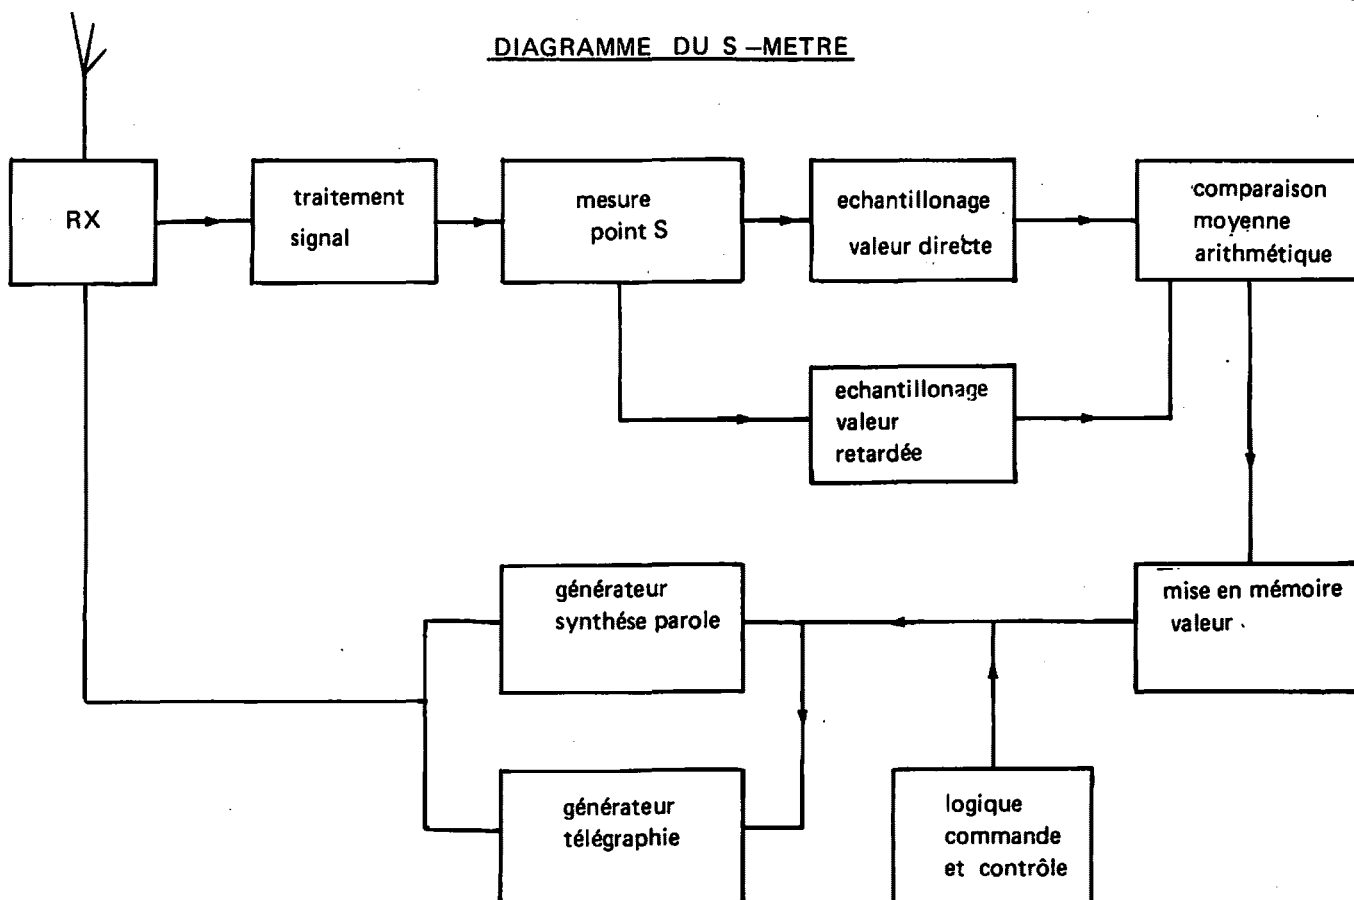 DIAGRAMME DU S-METRE
RX
traitement
signal
mesure
point S
echantillonage
valeur directe
comparaison
moyenne
arithmétique
echantillonage
valeur
retardée
générateur
synthése parole
mise en mémoire
valeur
générateur
télégraphie
logique
commande
et contrôle